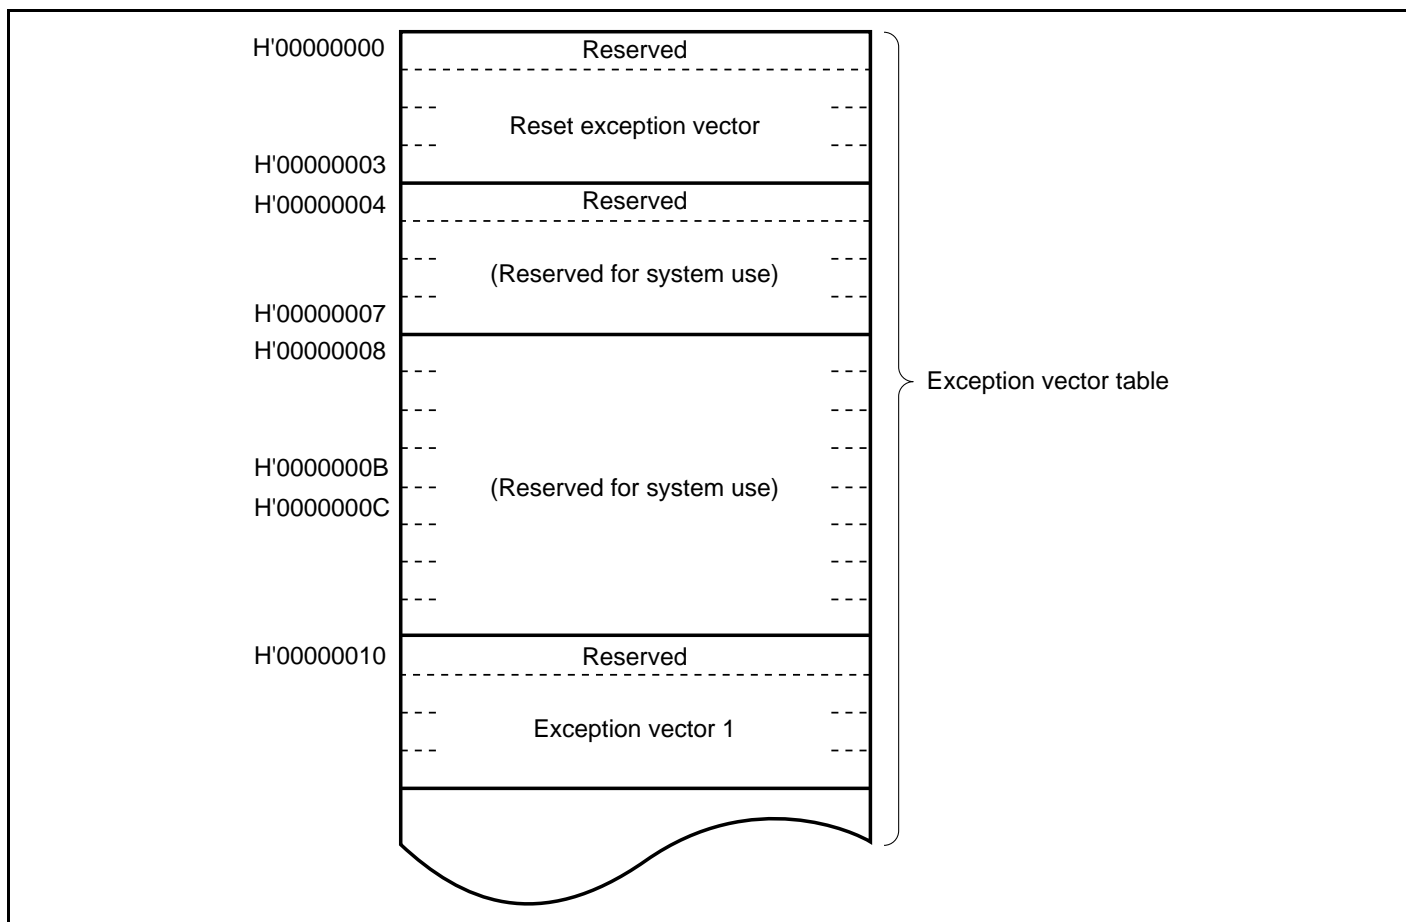 H'00000000
Reserved
Reset exception vector
H'00000003
H'00000004
Reserved
(Reserved for system use)
H'00000007
H'00000008
Exception vector table
H'0000000B
(Reserved for system use)
H'0000000C
H'00000010
Reserved
Exception vector 1